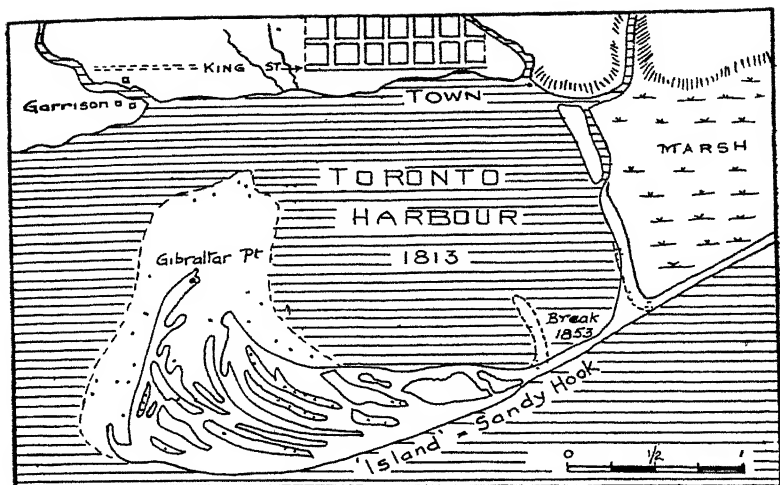 KING ST.
Garrison
TOWN
MARSH
TORONTO
HARBOUR
1813
Gibraltar Pt
Break
1853
'Island' = Sandy Hook
0 1/2 1